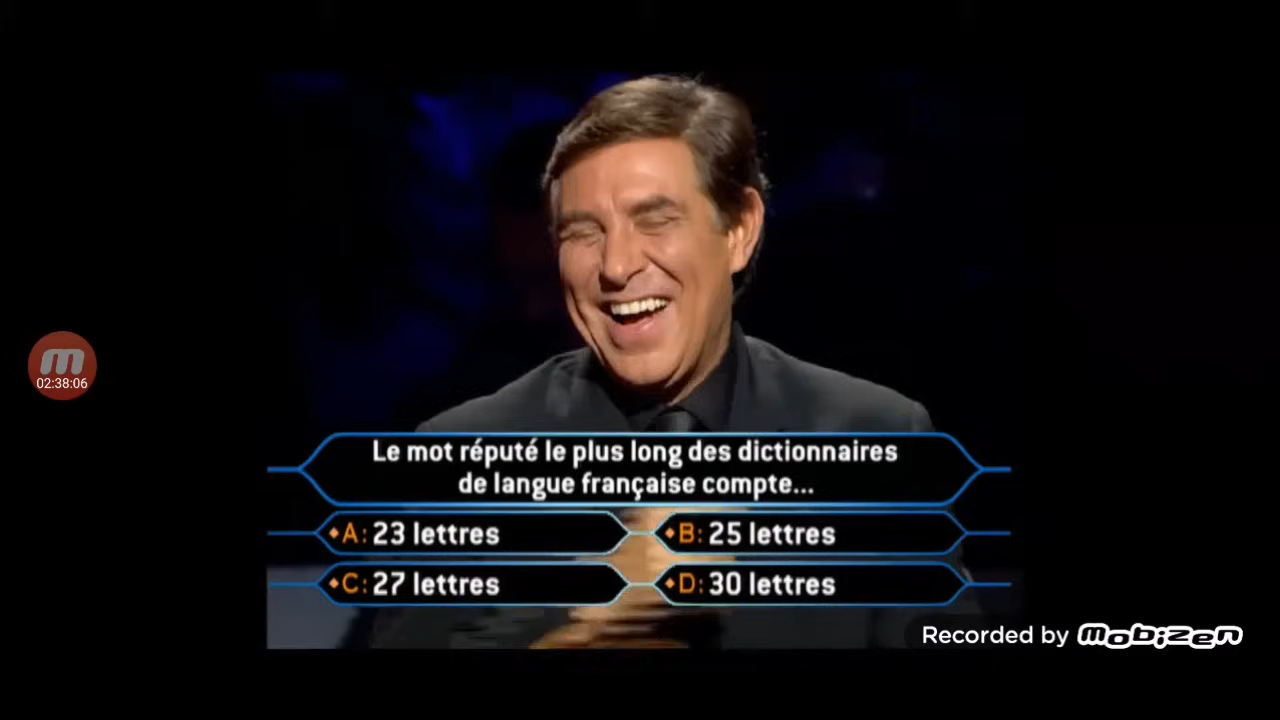 Le mot réputé le plus long des dictionnaires
de langue française compte...
A: 23 lettres
B: 25 lettres
C: 27 lettres
D: 30 lettres
02:38:06
Recorded by Mobizen